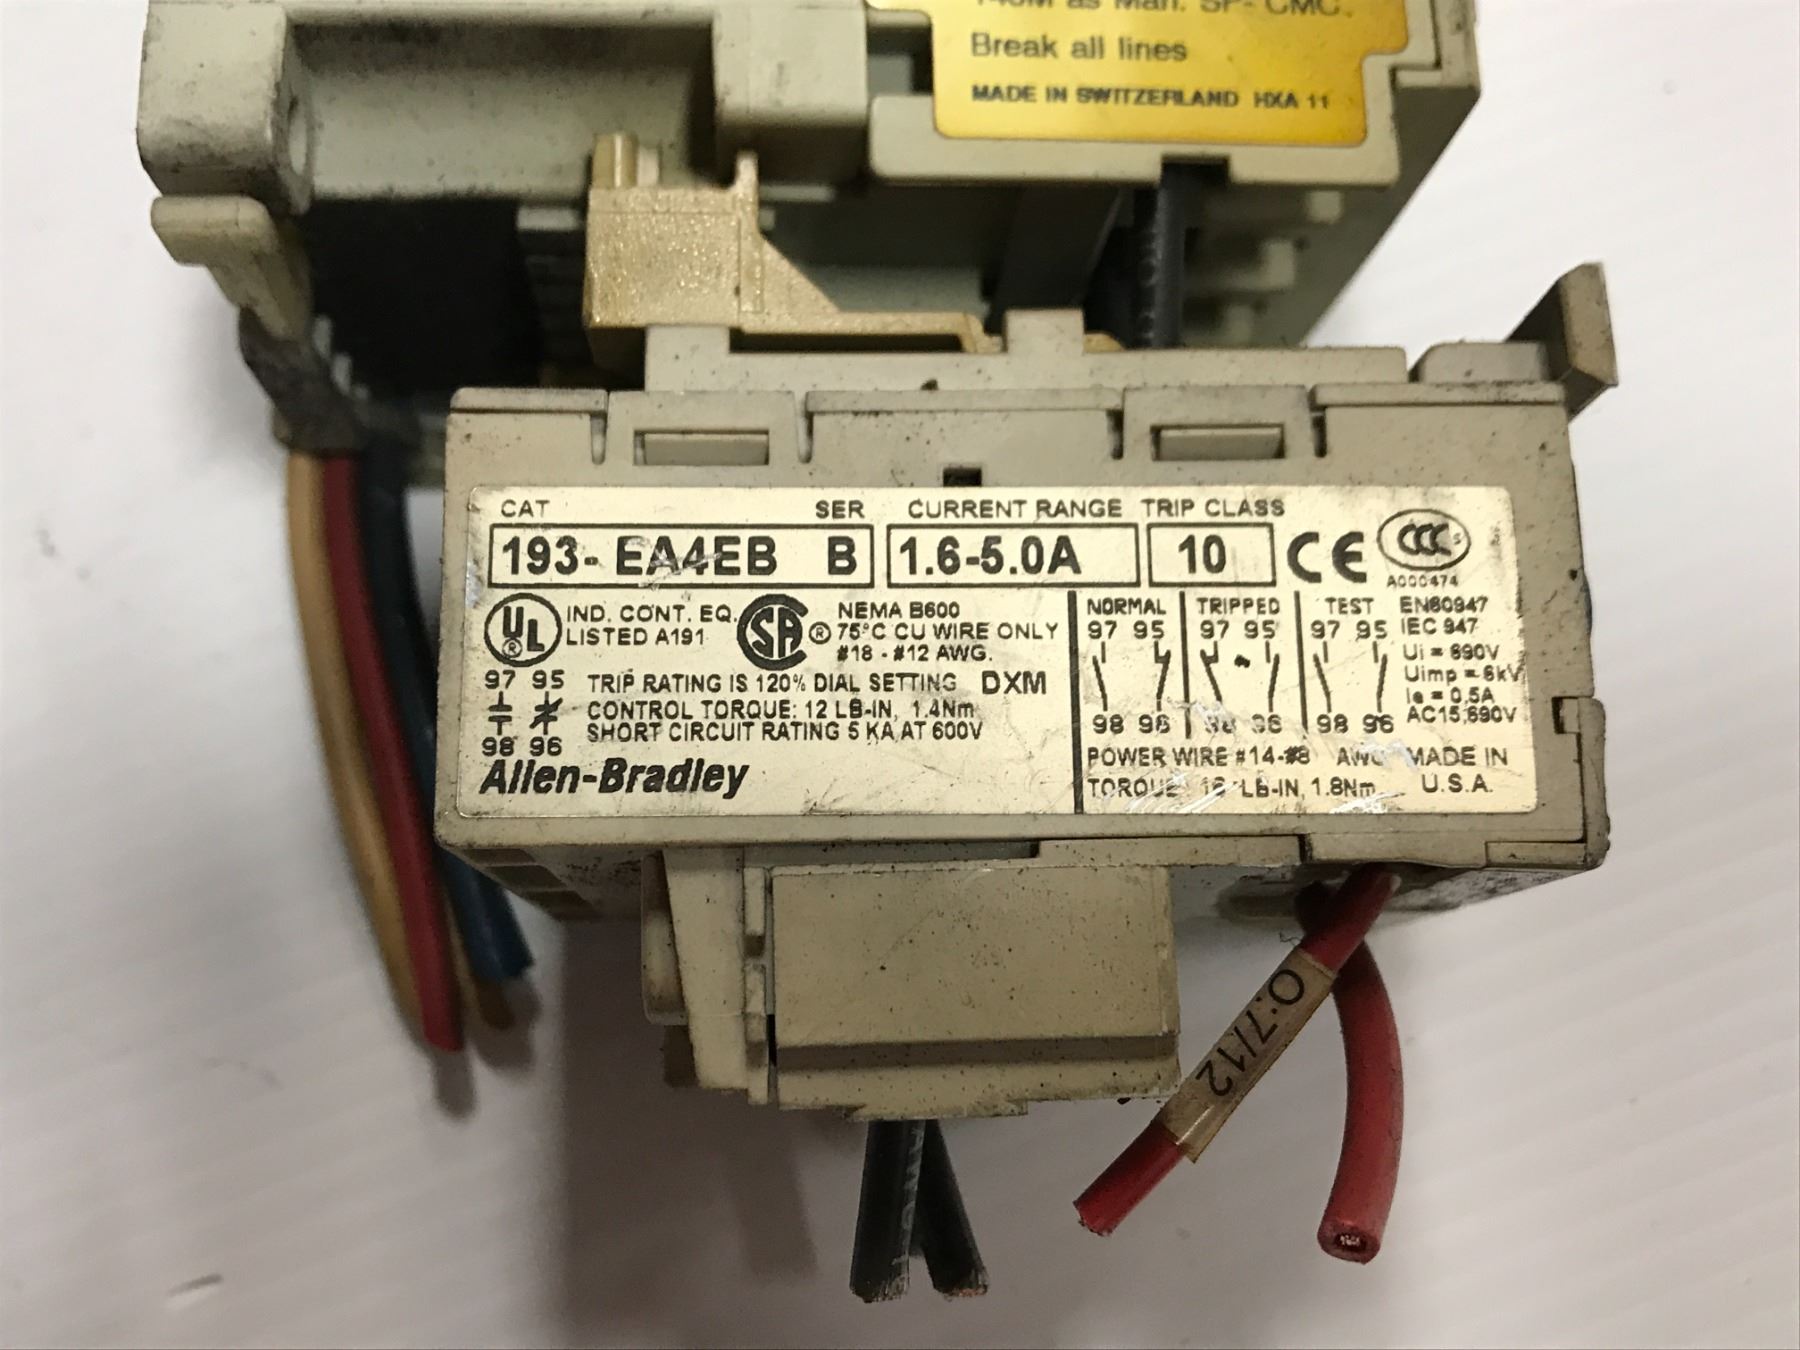 Break all lines
MADE IN SWITZERLAND HXA 11
CAT SER CURRENT RANGE TRIP CLASS
193- EA4EB B 1.6-5.0A 10 CE CCC S
A000474
UL ® IND. CONT. EQ.
LISTED A191
SA ® NEMA B600
75°C CU WIRE ONLY
#18 - #12 AWG.
97 95
98 96
TRIP RATING IS 120% DIAL SETTING DXM
CONTROL TORQUE: 12 LB-IN, 1.4Nm
SHORT CIRCUIT RATING 5 KA AT 600V
Allen-Bradley
NORMAL TRIPPED TEST
97 95 97 95 97 95
98 96 98 96 98 96
EN60947
IEC 947
Ui = 690V
Uimp = 6kV
Ie = 0.5A
AC15,690V
POWER WIRE #14-#8 AWG MADE IN
TORQUE LB-IN, 1.8Nm U.S.A.
O:7/12